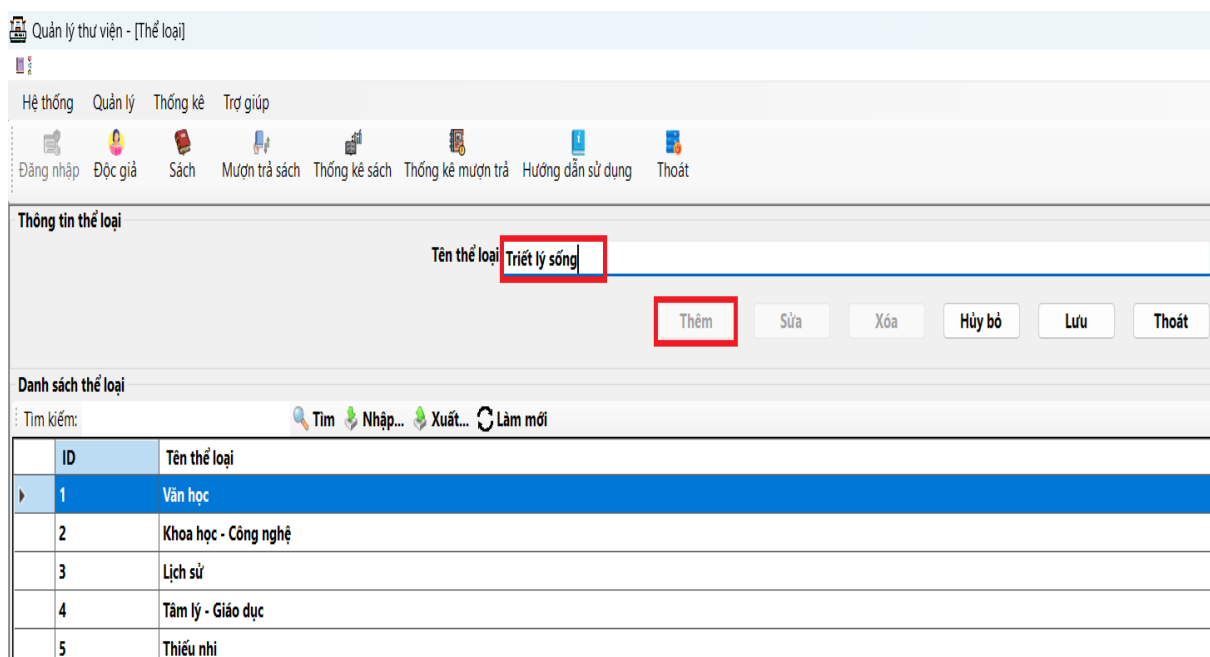 Quản lý thư viện - [Thể loại]
Hệ thống Quản lý Thống kê Trợ giúp
Đăng nhập Độc giả Sách Mượn trả sách Thống kê sách Thống kê mượn trả Hướng dẫn sử dụng Thoát
Thông tin thể loại
Tên thể loại Triết lý sống
Thêm Sửa Xóa Hủy bỏ Lưu Thoát
Danh sách thể loại
Tìm kiếm: Tìm Nhập... Xuất... Làm mới
ID Tên thể loại
1 Văn học
2 Khoa học - Công nghệ
3 Lịch sử
4 Tâm lý - Giáo dục
5 Thiếu nhi